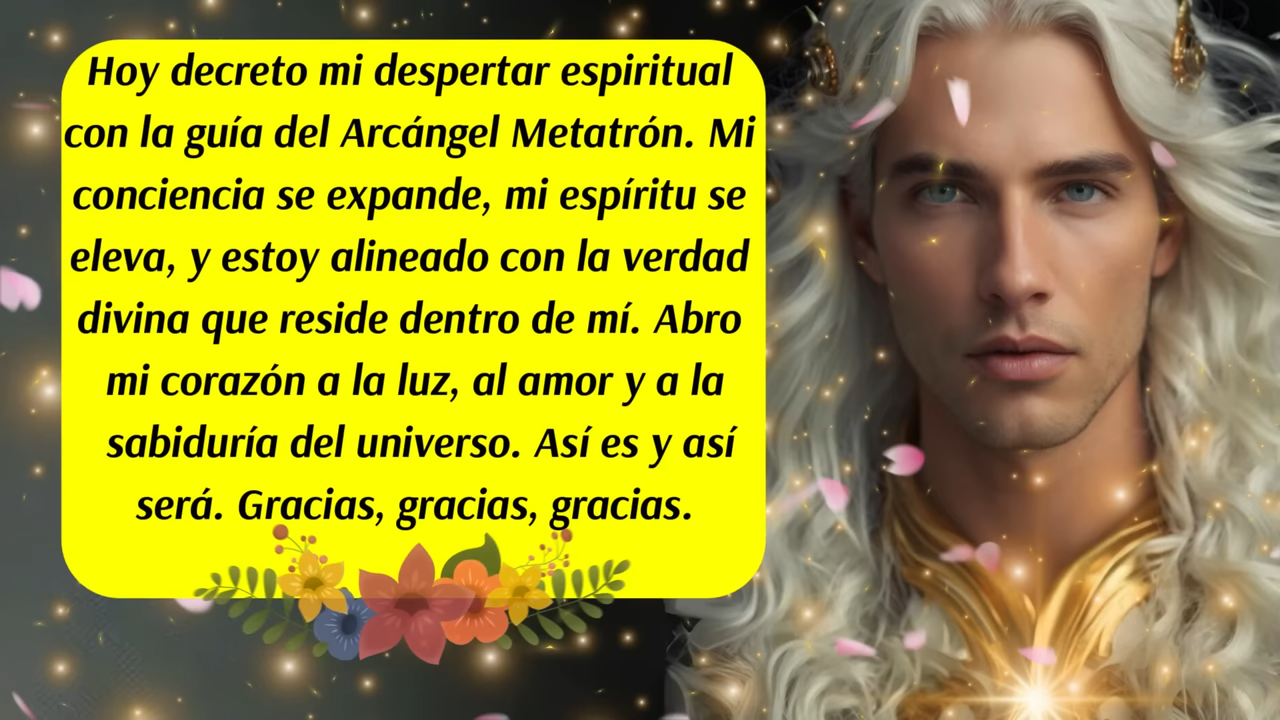 Hoy decreto mi despertar espiritual
con la guía del Arcángel Metatrón. Mi
conciencia se expande, mi espíritu se
eleva, y estoy alineado con la verdad
divina que reside dentro de mí. Abro
mi corazón a la luz, al amor y a la
sabiduría del universo. Así es y así
será. Gracias, gracias, gracias.